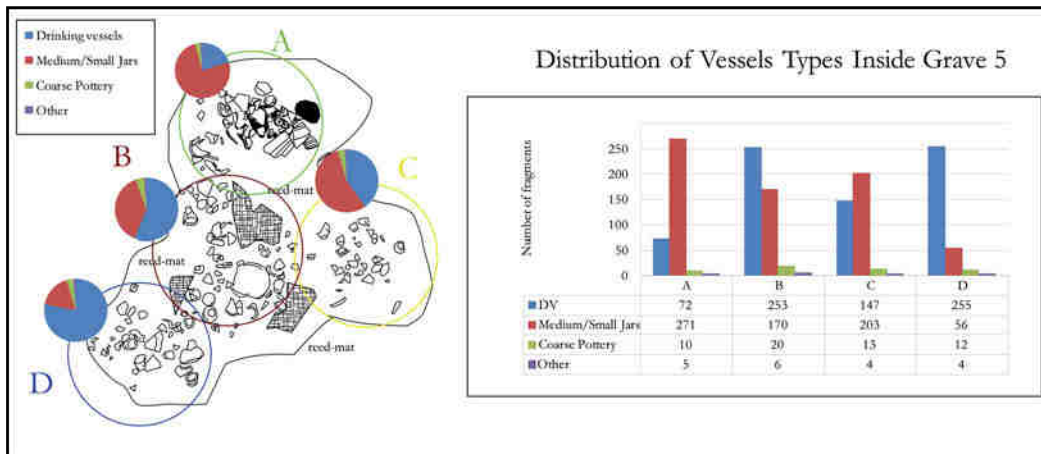 Drinking vessels
Medium/Small Jars
Coarse Pottery
Other
A
B
C
D
reed-mat
reed-mat
reed-mat
Distribution of Vessels Types Inside Grave 5
Number of fragments
250
200
150
100
50
0
A B C D
DV 72 253 147 255
Medium/Small Jars 271 170 203 56
Coarse Pottery 10 20 13 12
Other 5 6 4 4